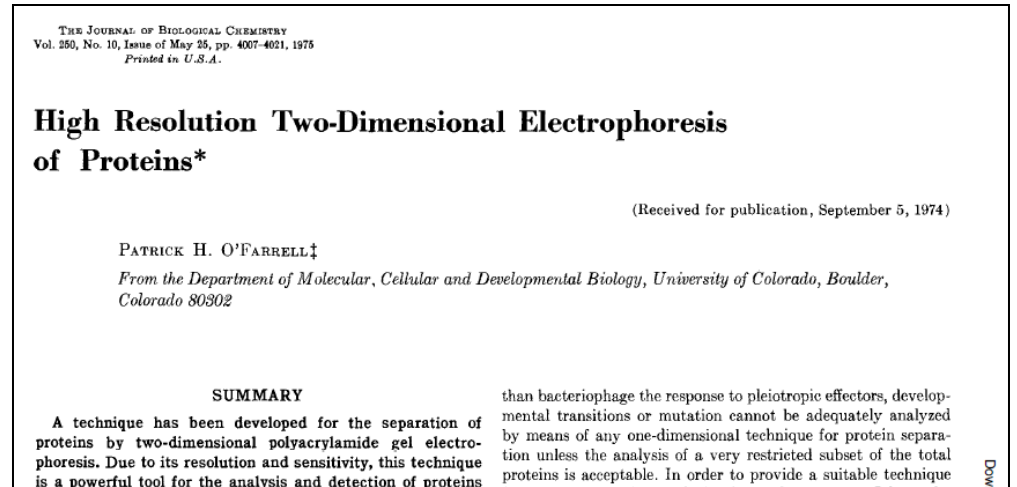 THE JOURNAL OF BIOLOGICAL CHEMISTRY
Vol. 250, No. 10, Issue of May 25, pp. 4007-4021, 1975
Printed in U.S.A.
High Resolution Two-Dimensional Electrophoresis
of Proteins*
(Received for publication, September 5, 1974)
PATRICK H. O'FARRELL‡
From the Department of Molecular, Cellular and Developmental Biology, University of Colorado, Boulder,
Colorado 80302
SUMMARY
A technique has been developed for the separation of
proteins by two-dimensional polyacrylamide gel electro-
phoresis. Due to its resolution and sensitivity, this technique
is a powerful tool for the analysis and detection of proteins
than bacteriophage the response to pleiotropic effectors, develop-
mental transitions or mutation cannot be adequately analyzed
by means of any one-dimensional technique for protein separa-
tion unless the analysis of a very restricted subset of the total
proteins is acceptable. In order to provide a suitable technique
Dow